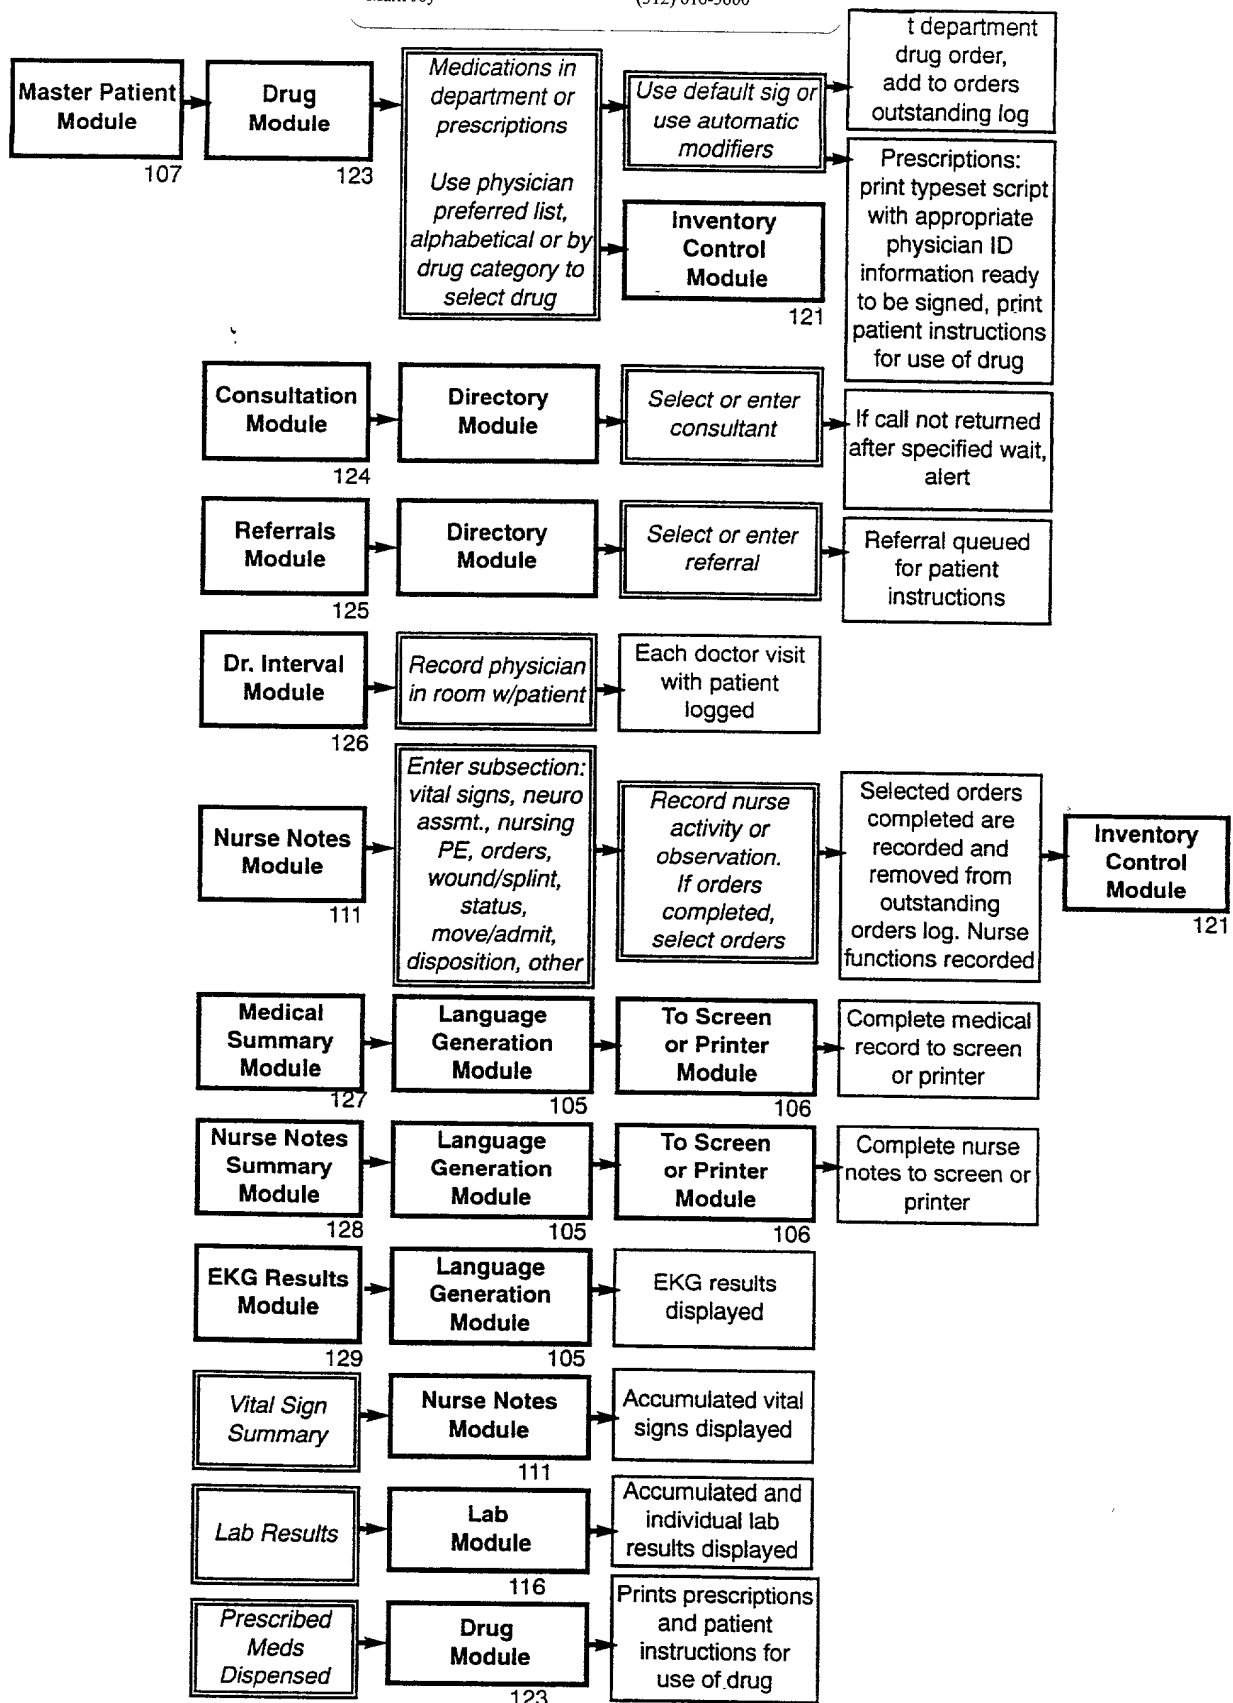 t department
drug order,
add to orders
outstanding log
Master Patient
Module
107
Drug
Module
123
Medications in
department or
prescriptions
Use physician
preferred list,
alphabetical or by
drug category to
select drug
Use default sig or
use automatic
modifiers
Inventory
Control
Module
121
Prescriptions:
print typeset script
with appropriate
physician ID
information ready
to be signed, print
patient instructions
for use of drug
Consultation
Module
124
Directory
Module
Select or enter
consultant
If call not returned
after specified wait,
alert
Referrals
Module
125
Directory
Module
Select or enter
referral
Referral queued
for patient
instructions
Dr. Interval
Module
126
Record physician
in room w/patient
Each doctor visit
with patient
logged
Nurse Notes
Module
111
Enter subsection:
vital signs, neuro
assmt., nursing
PE, orders,
wound/splint,
status,
move/admit,
disposition, other
Record nurse
activity or
observation.
If orders
completed,
select orders
Selected orders
completed are
recorded and
removed from
outstanding
orders log. Nurse
functions recorded
Inventory
Control
Module
121
Medical
Summary
Module
127
Language
Generation
Module
105
To Screen
or Printer
Module
106
Complete medical
record to screen
or printer
Nurse Notes
Summary
Module
128
Language
Generation
Module
105
To Screen
or Printer
Module
106
Complete nurse
notes to screen or
printer
EKG Results
Module
129
Language
Generation
Module
105
EKG results
displayed
Vital Sign
Summary
Nurse Notes
Module
111
Accumulated vital
signs displayed
Lab Results
Lab
Module
116
Accumulated and
individual lab
results displayed
Prescribed
Meds
Dispensed
Drug
Module
123
Prints prescriptions
and patient
instructions for
use of drug